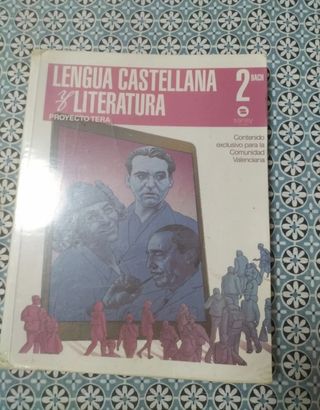 LENGUA CASTELLANA
y LITERATURA
PROYECTO TERA
2 BACH
Contenido
exclusivo para la
Comunidad
Valenciana